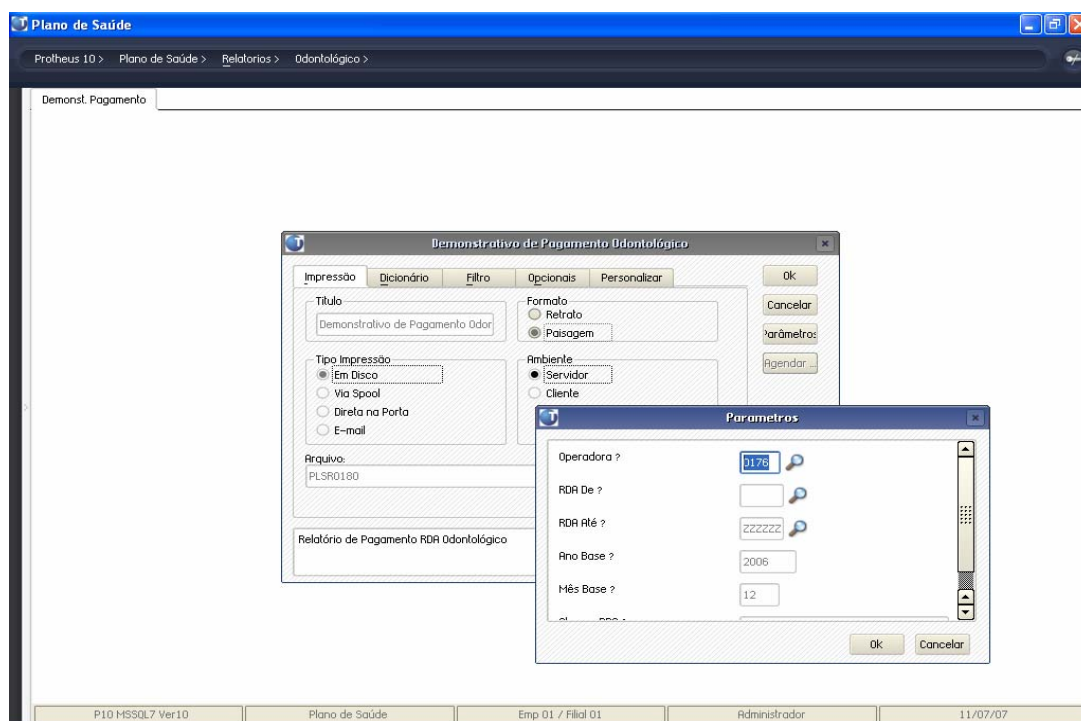 Plano de Saúde
Protheus 10 > Plano de Saúde > Relatorios > Odontológico >
Demonst. Pagamento
Demonstrativo de Pagamento Odontológico
Impressão Dicionário Filtro Opcionais Personalizar
Ok
Cancelar
Parâmetros
Agendar ...
Título
Demonstrativo de Pagamento Odor
Formato
Retrato
Paisagem
Tipo Impressão
Em Disco
Via Spool
Direta na Porta
E-mail
Ambiente
Servidor
Cliente
Arquivo:
PLSR0180
Relatório de Pagamento RDA Odontológico
Parametros
Operadora ? 0176
RDA De ?
RDA Até ? ZZZZZZ
Ano Base ? 2006
Mês Base ? 12
Ok Cancelar
P10 MSSQL7 Ver10 Plano de Saúde Emp 01 / Filial 01 Administrador 11/07/07